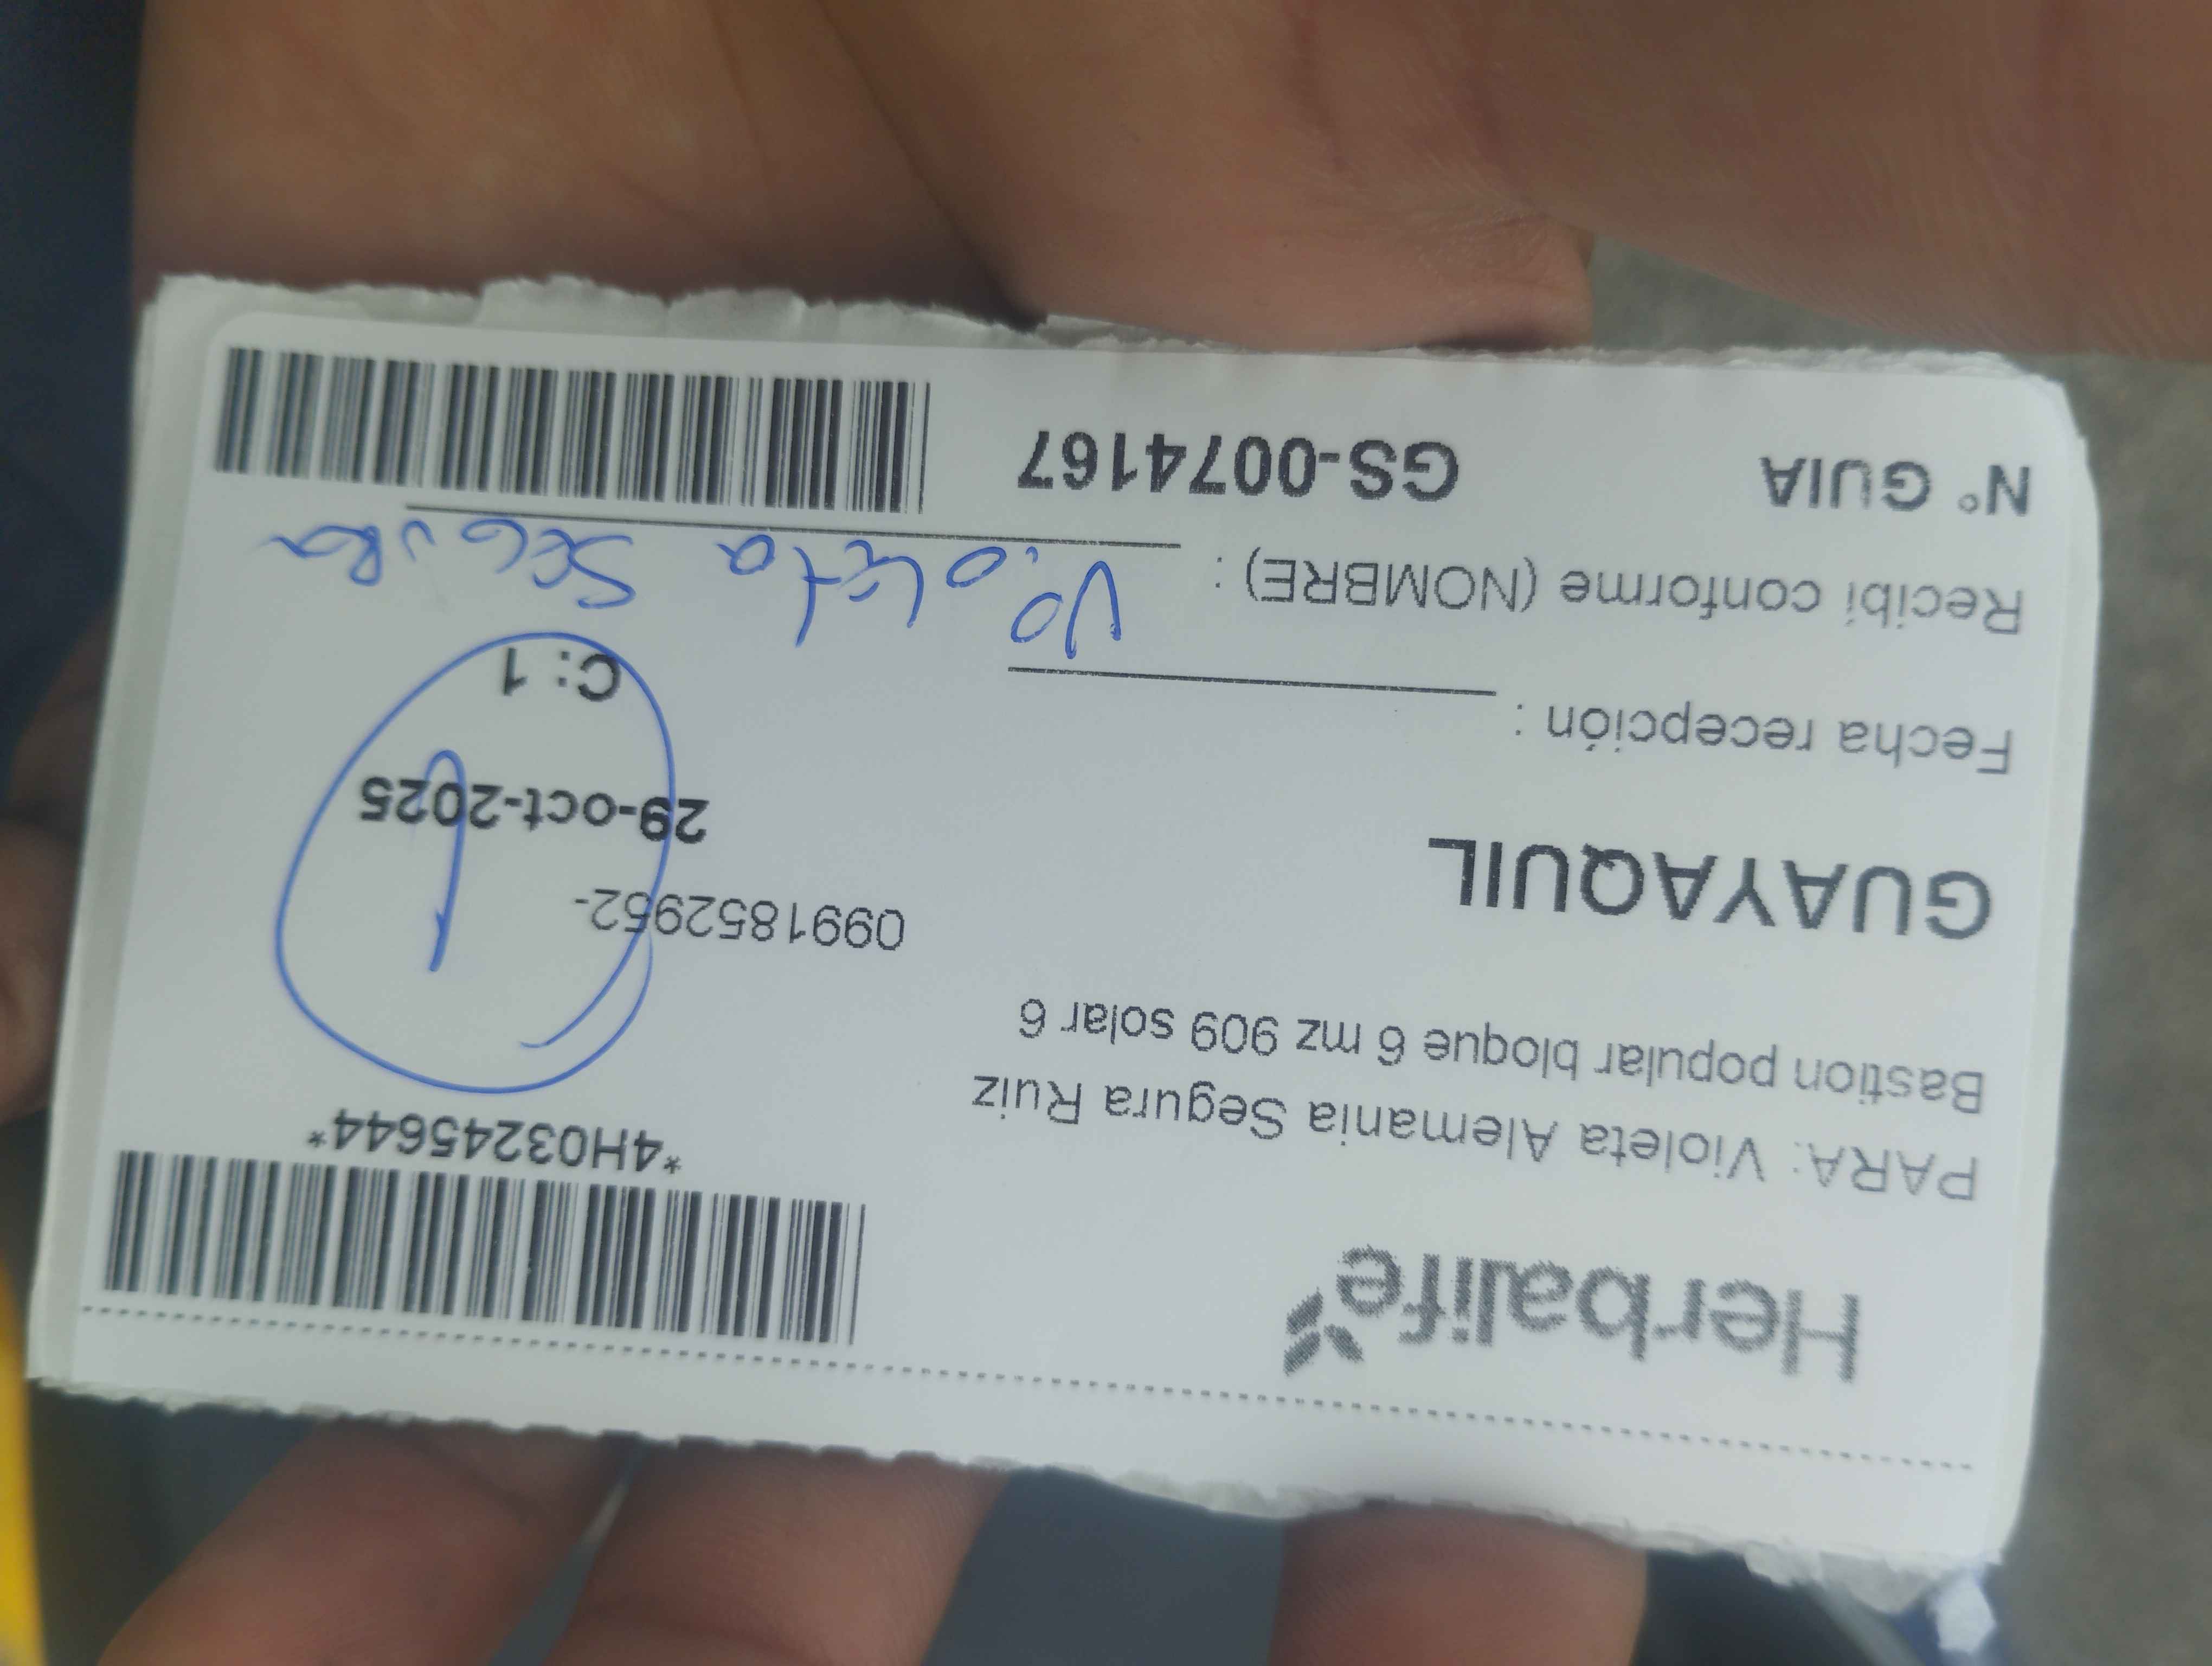 Herbalife
*4H03245644*
PARA: Violeta Alemania Segura Ruiz
Bastion popular bloque 6 mz 909 solar 6
0991852952-
GUAYAQUIL
29-oct-2025
1
Fecha recepción :
C: 1
Recibí conforme (NOMBRE) : Violeta Segura
N° GUIA GS-0074167